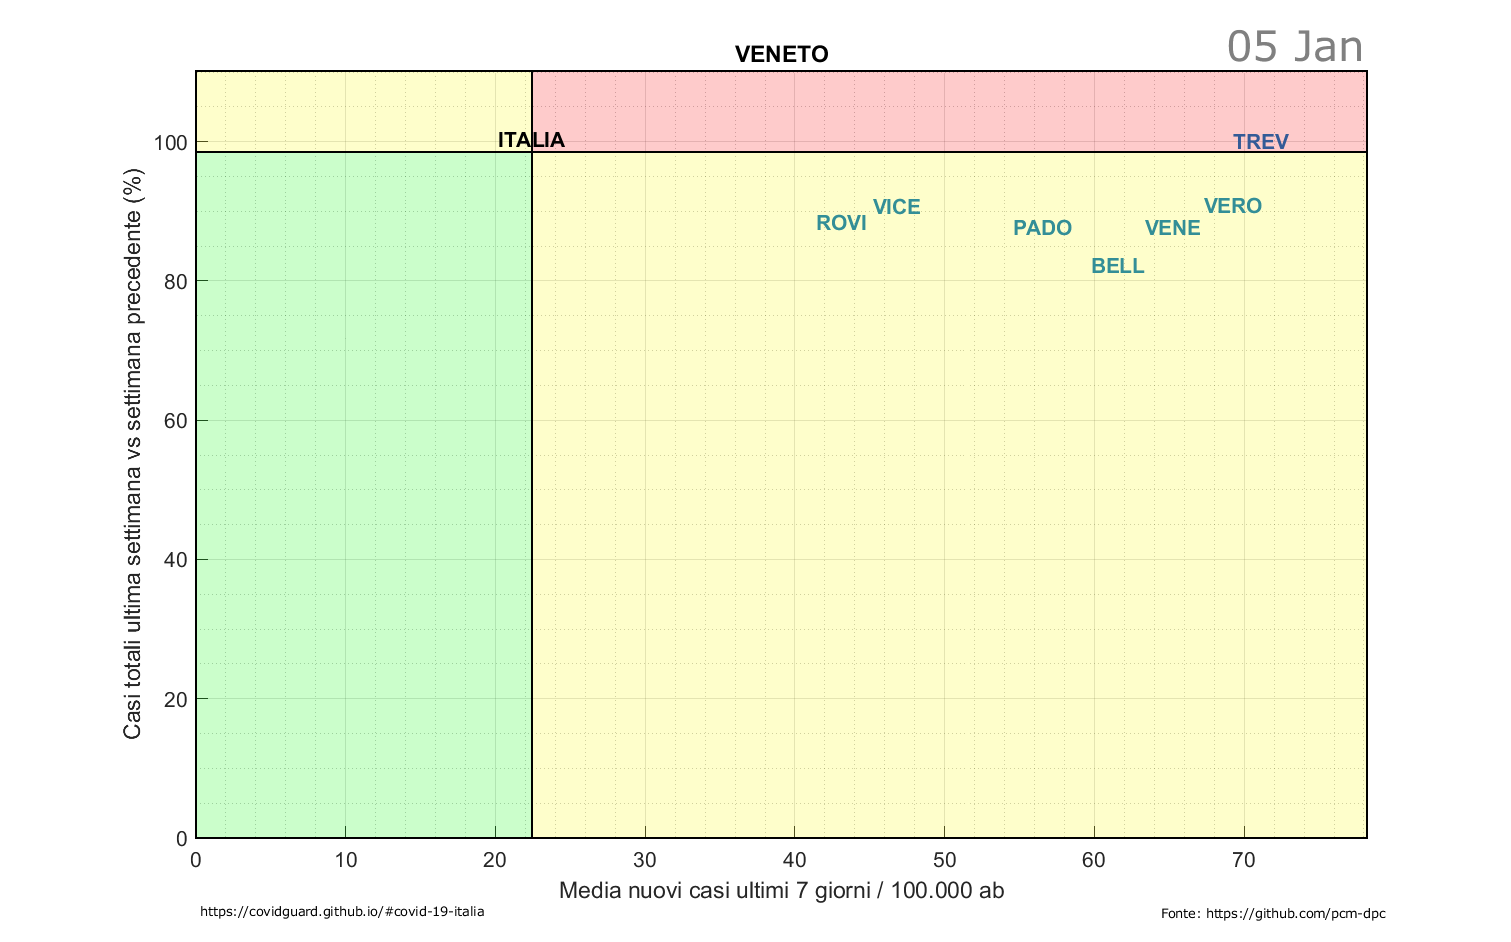 05 Jan
VENETO
100
80
60
40
20
0
Casi totali ultima settimana vs settimana precedente (%)
ITALIA
TREV
VICE
VERO
ROVI
PADO
VENE
BELL
0 10 20 30 40 50 60 70
Media nuovi casi ultimi 7 giorni / 100.000 ab
https://covidguard.github.io/#covid-19-italia
Fonte: https://github.com/pcm-dpc